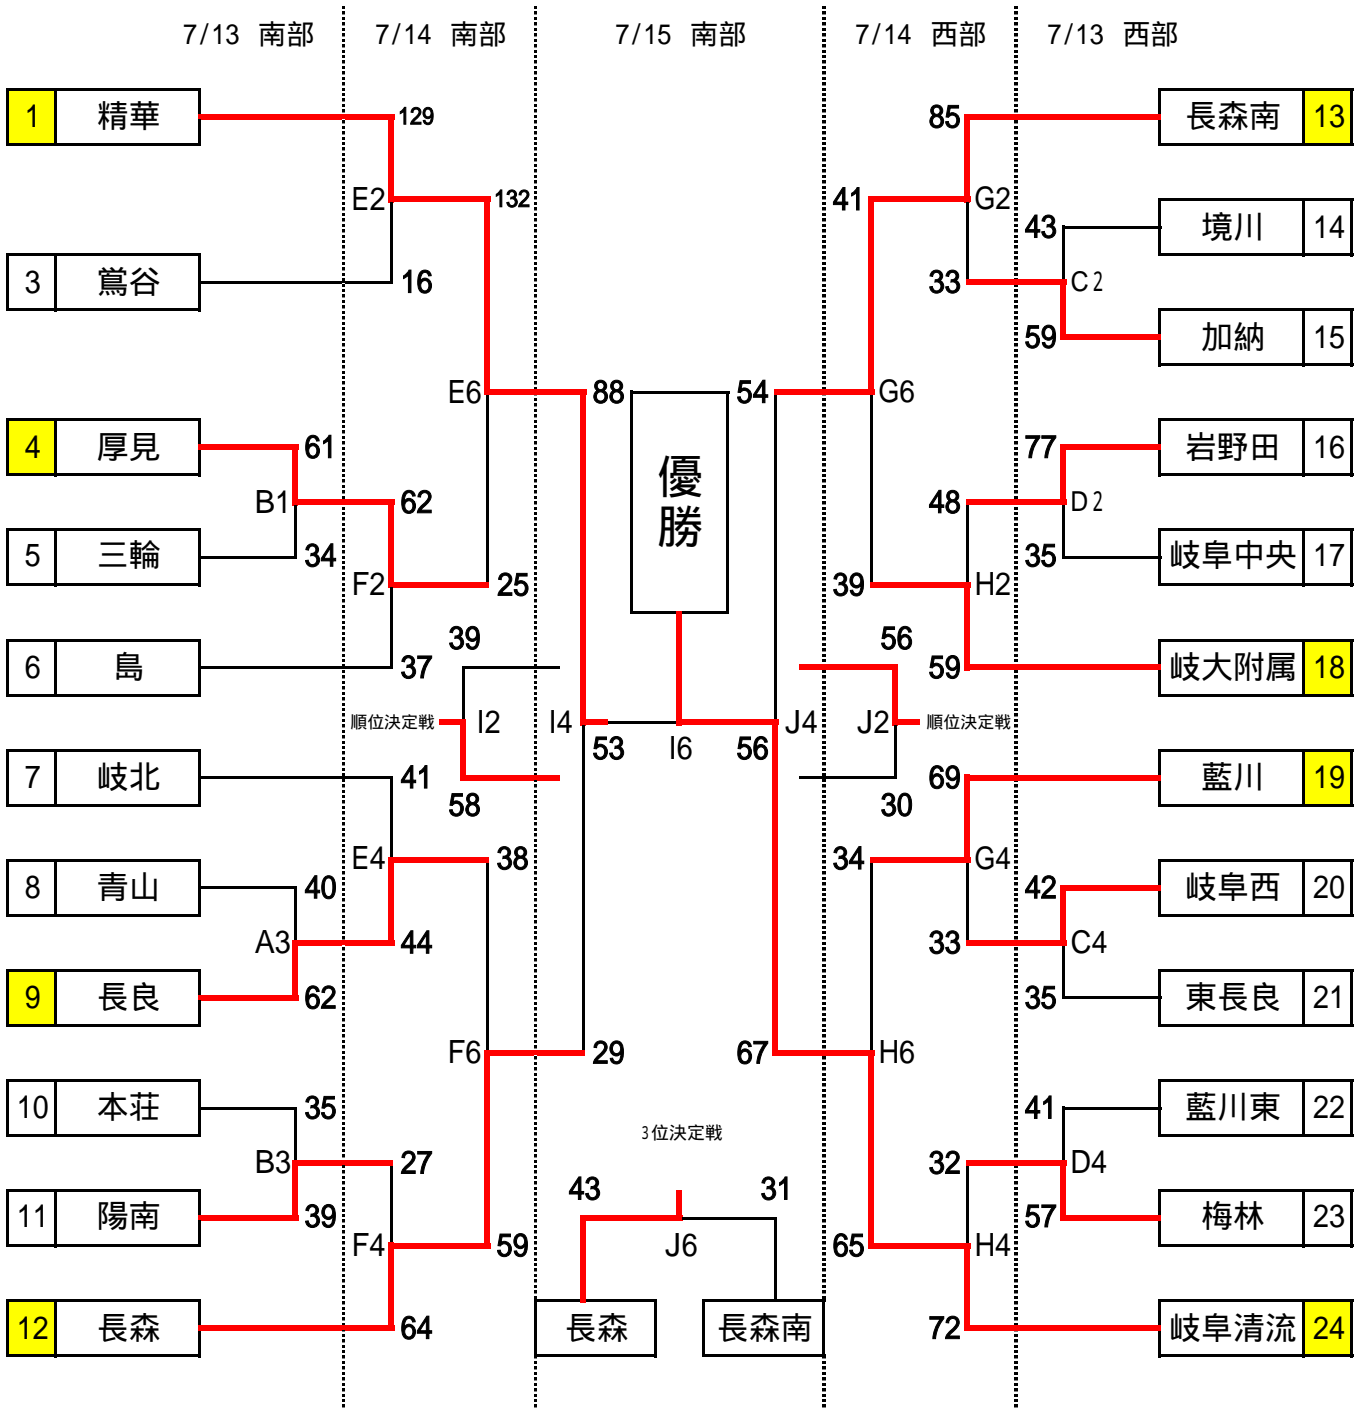 7/13 南部 7/14 南部 7/15 南部 7/14 西部 7/13 西部
1 精華 129 85 長森南 13
E2 132 41 G2
43 境川 14
3 鶯谷 16 33 C2
59 加納 15
E6 88 54 G6
4 厚見 61 77 岩野田 16
優勝
B1 62 48 D2
5 三輪 34 35 岐阜中央 17
F2 25 39 H2
39 56
6 島 37 59 岐大附属 18
順位決定戦 I2 I4 J4 J2 順位決定戦
53 I6 56
7 岐北 41 69 藍川 19
58 30
E4 38 34 G4
8 青山 40 42 岐阜西 20
A3 44 33 C4
9 長良 62 35 東長良 21
F6 29 67 H6
10 本荘 35 41 藍川東 22
3位決定戦
B3 27 32 D4
43 31
11 陽南 39 57 梅林 23
F4 59 J6 65 H4
12 長森 64 長森 長森南 72 岐阜清流 24